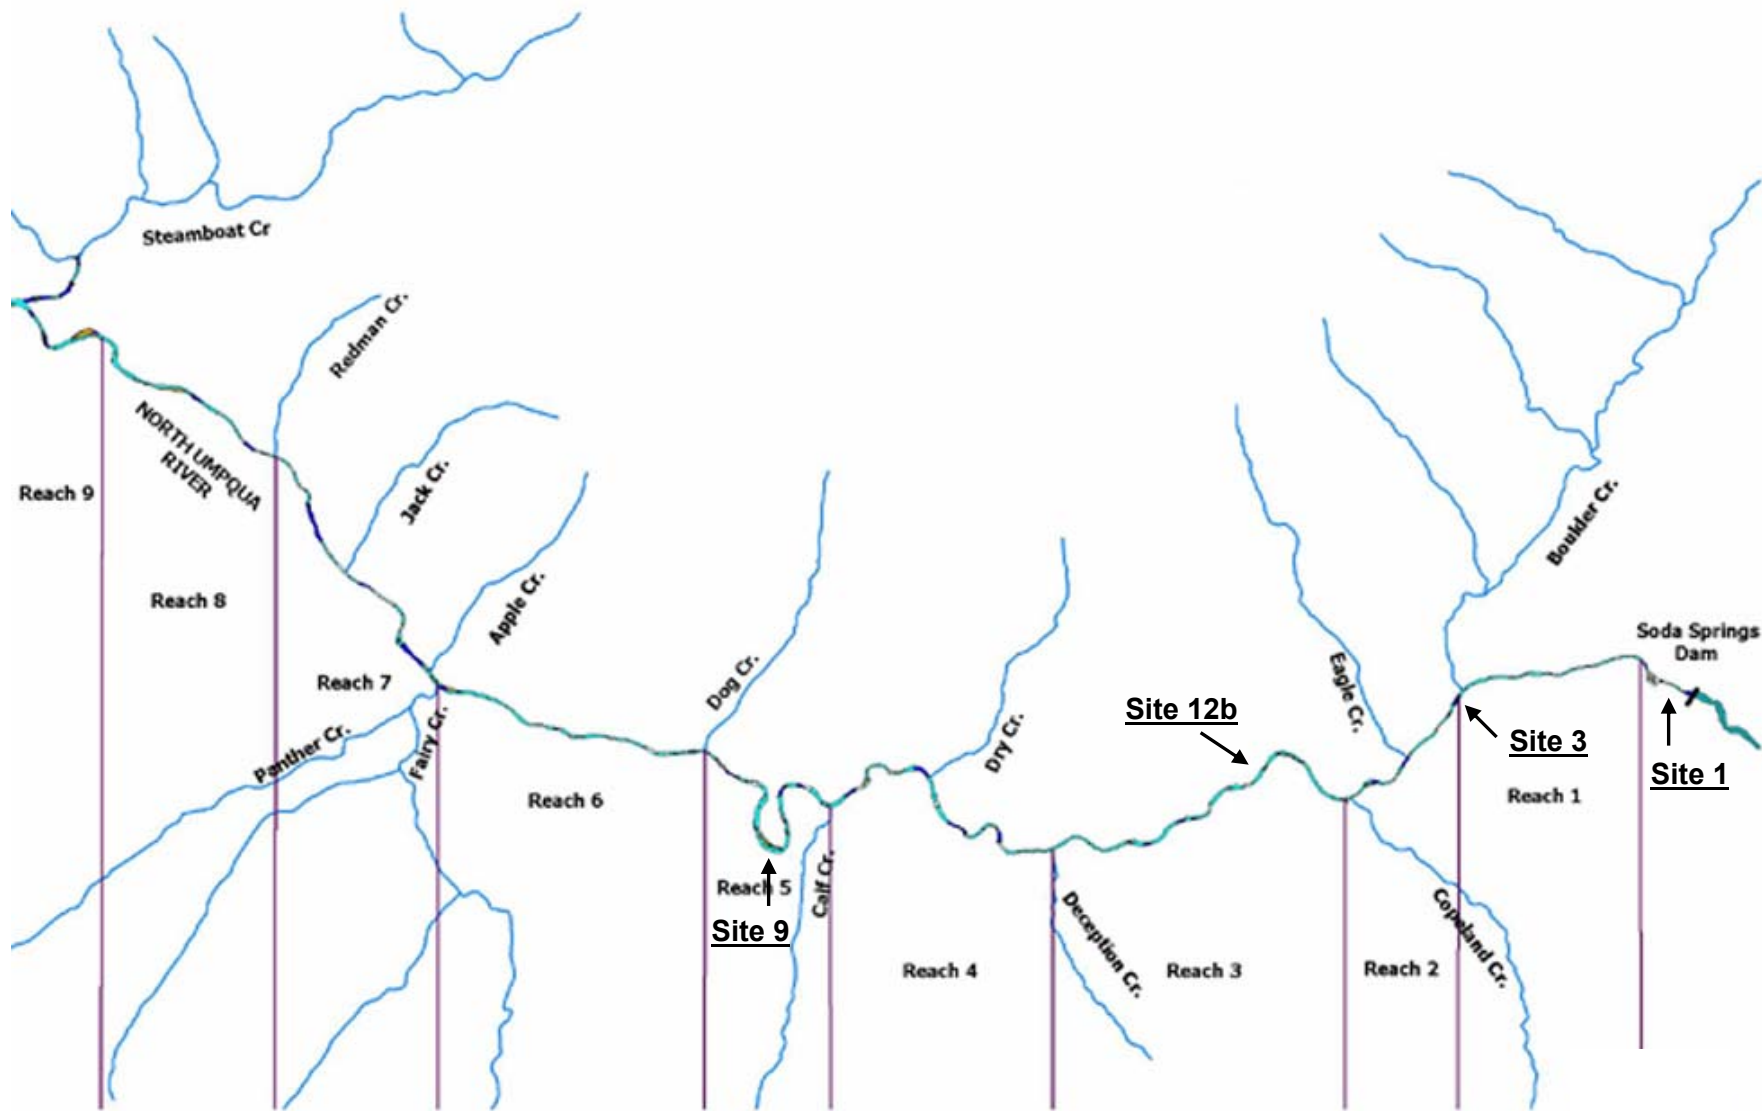 Steamboat Cr
Redman Cr.
NORTH UMPQUA
RIVER
Jack Cr.
Reach 9
Boulder Cr.
Reach 8
Apple Cr.
Soda Springs
Dam
Reach 7
Dog Cr.
Eagle Cr.
Site 12b
Panther Cr.
Fairy Cr.
Dry Cr.
Site 3
Site 1
Reach 6
Reach 1
Reach 5
Calf Cr.
Site 9
Deception Cr.
Copeland Cr.
Reach 4
Reach 3
Reach 2